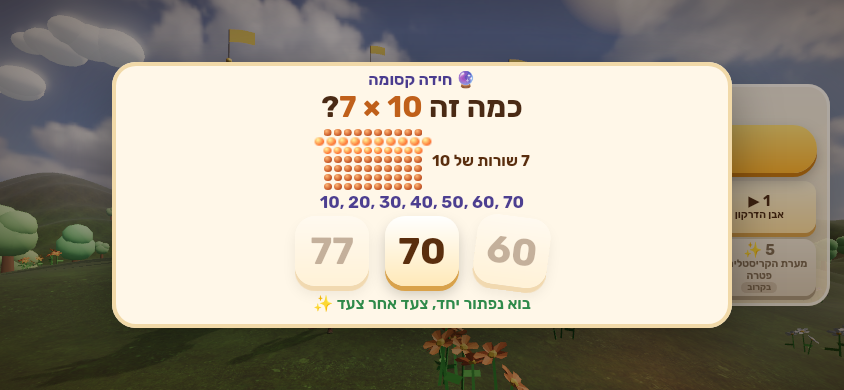 🔮 חידה קסומה
כמה זה 10 × 7?
7 שורות של 10
10, 20, 30, 40, 50, 60, 70
77 70 60
בוא נפתור יחד, צעד אחר צעד ✨
▶ 1
אבן הדרקון
✨ 5
מערת הקריסטלים
פטרה
בקרוב